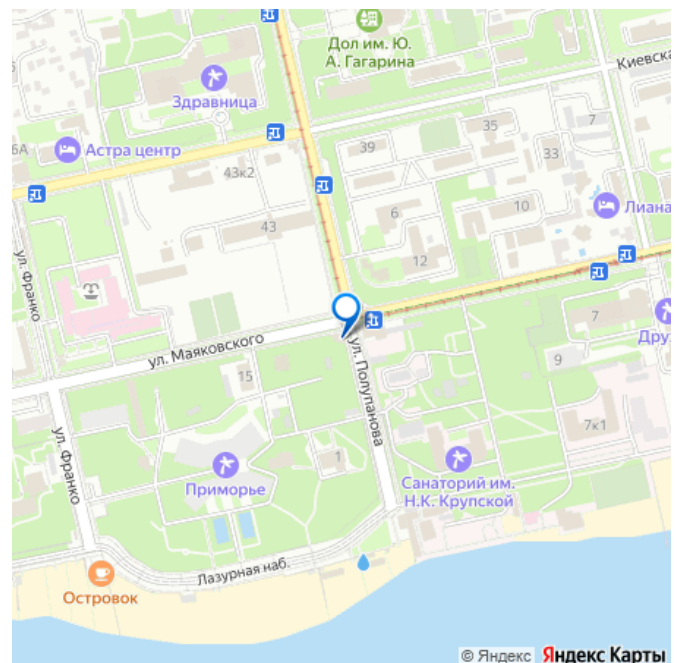 Дол им. Ю.
А. Гагарина
Киевска
Здравница
6А
Астра центр
43к2
39
35
7
33
ул. Франко
43
6
10
Лиана
12
ул. Маяковского
15
ул. Полупанова
7
Дру
9
ул. Франко
1
7к1
Приморье
Санаторий им.
Н.К. Крупской
Лазурная наб.
Островок
© Яндекс Яндекс Карты